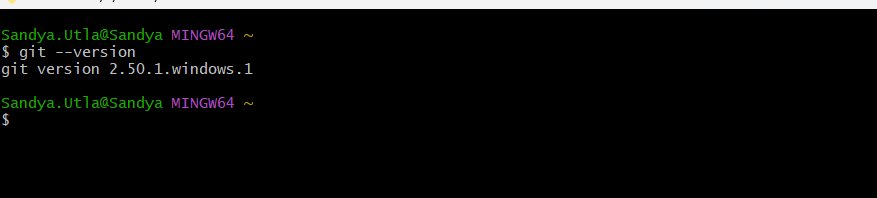 Sandya.Utla@Sandya MINGW64 ~
$ git --version
git version 2.50.1.windows.1
Sandya.Utla@Sandya MINGW64 ~
$